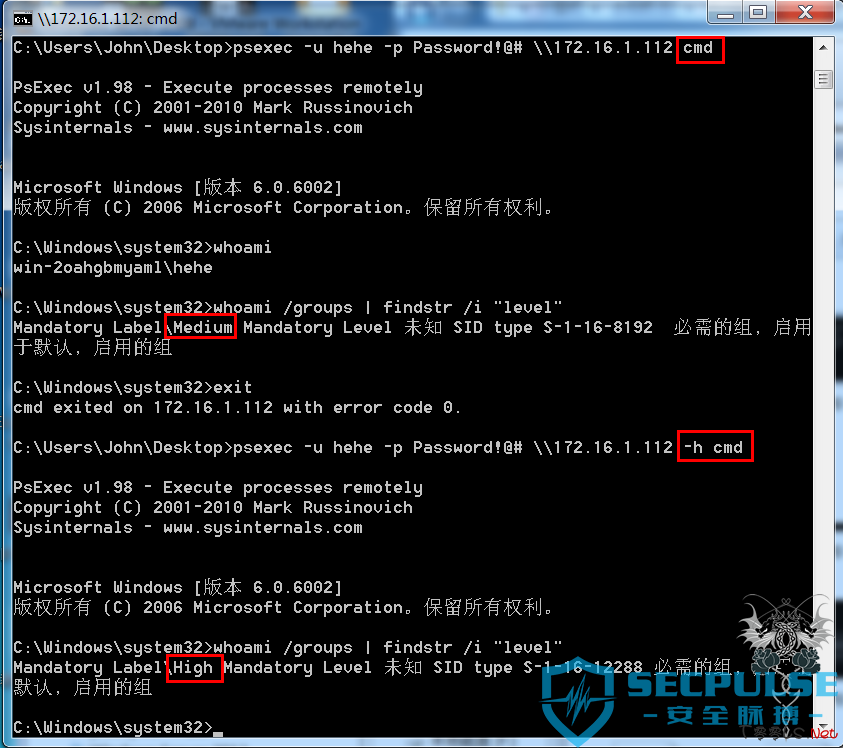 \\172.16.1.112: cmd
C:\Users\John\Desktop>psexec -u hehe -p Password!@# \\172.16.1.112 cmd
PsExec v1.98 - Execute processes remotely
Copyright (C) 2001-2010 Mark Russinovich
Sysinternals - www.sysinternals.com
Microsoft Windows [版本 6.0.6002]
版权所有 (C) 2006 Microsoft Corporation。保留所有权利。
C:\Windows\system32>whoami
win-2oahgbmyaml\hehe
C:\Windows\system32>whoami /groups | findstr /i "level"
Mandatory Label\Medium Mandatory Level 未知 SID type S-1-16-8192 必需的组, 启用
于默认, 启用的组
C:\Windows\system32>exit
cmd exited on 172.16.1.112 with error code 0.
C:\Users\John\Desktop>psexec -u hehe -p Password!@# \\172.16.1.112 -h cmd
PsExec v1.98 - Execute processes remotely
Copyright (C) 2001-2010 Mark Russinovich
Sysinternals - www.sysinternals.com
Microsoft Windows [版本 6.0.6002]
版权所有 (C) 2006 Microsoft Corporation。保留所有权利。
C:\Windows\system32>whoami /groups | findstr /i "level"
Mandatory Label\High Mandatory Level 未知 SID type S-1-16-12288 必需的组,
默认, 启用的组
C:\Windows\system32>
SECPULSE
-安全脉搏-
.Net